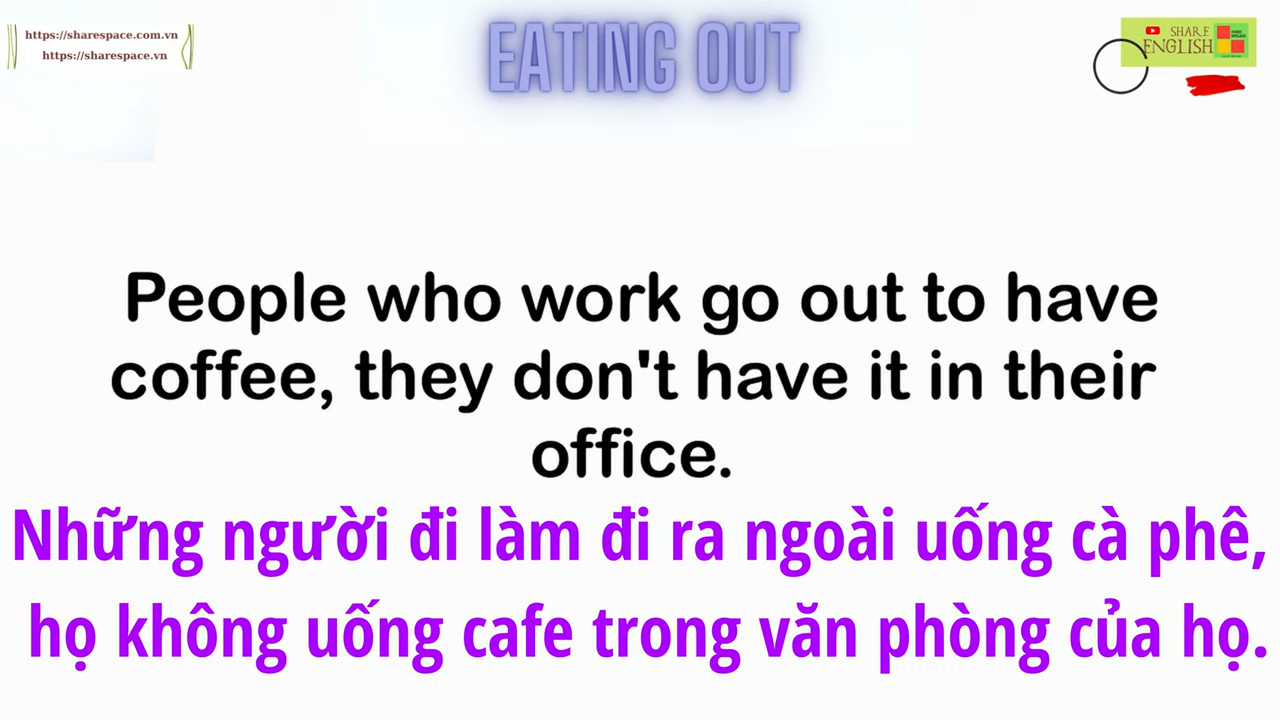 https://sharespace.com.vn
https://sharespace.vn
EATING OUT
SHARE
ENGLISH
People who work go out to have
coffee, they don't have it in their
office.
Những người đi làm đi ra ngoài uống cà phê,
họ không uống cafe trong văn phòng của họ.